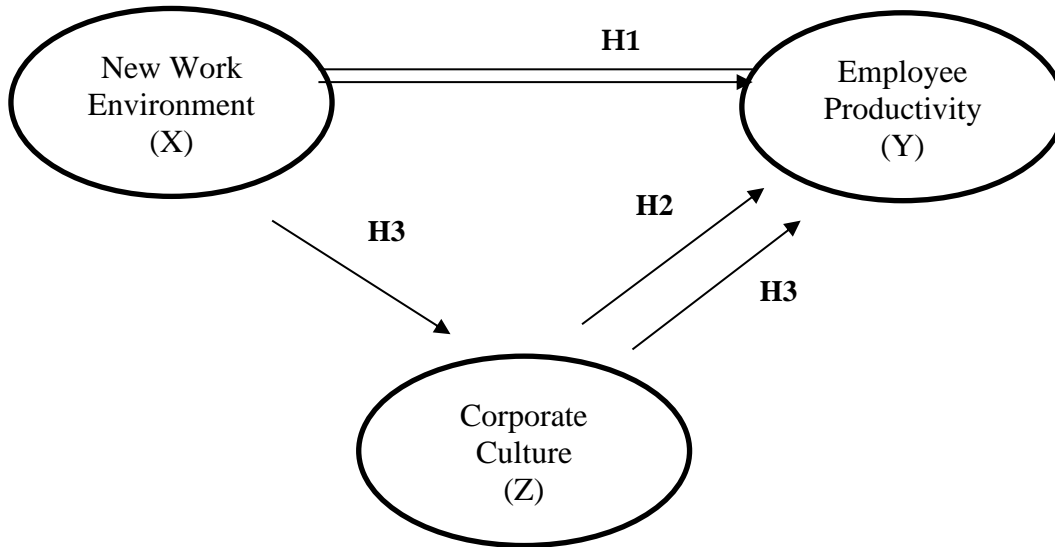 H1
New Work
Environment
(X)
Employee
Productivity
(Y)
H2
H3
H3
Corporate
Culture
(Z)